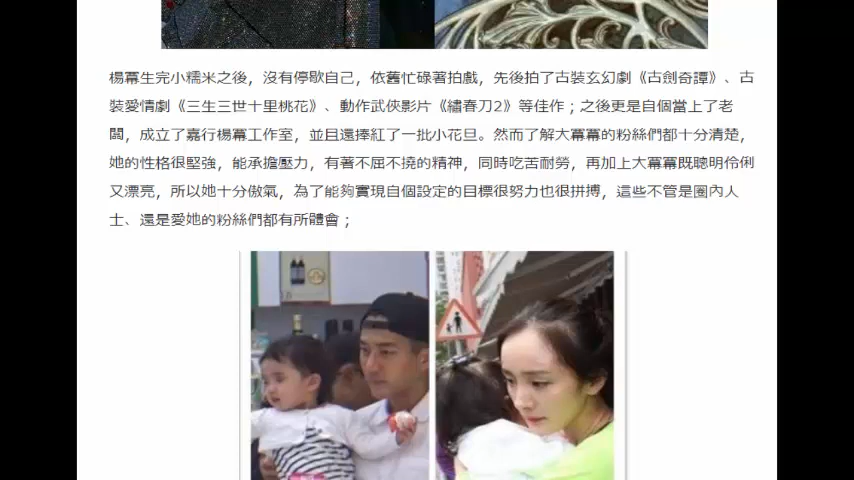 楊冪生完小糯米之後，沒有停歇自己，依舊忙碌著拍戲，先後拍了古裝玄幻劇《古劍奇譚》、古
裝愛情劇《三生三世十里桃花》、動作武俠影片《繡春刀2》等佳作；之後更是自個當上了老
闆，成立了嘉行楊冪工作室，並且還捧紅了一批小花旦。然而了解大冪冪的粉絲們都十分清楚，
她的性格很堅強，能承擔壓力，有著不屈不撓的精神，同時吃苦耐勞，再加上大冪冪既聰明伶俐
又漂亮，所以她十分傲氣，為了能夠實現自個設定的目標很努力也很拼搏，這些不管是圈內人
士、還是愛她的粉絲們都有所體會；